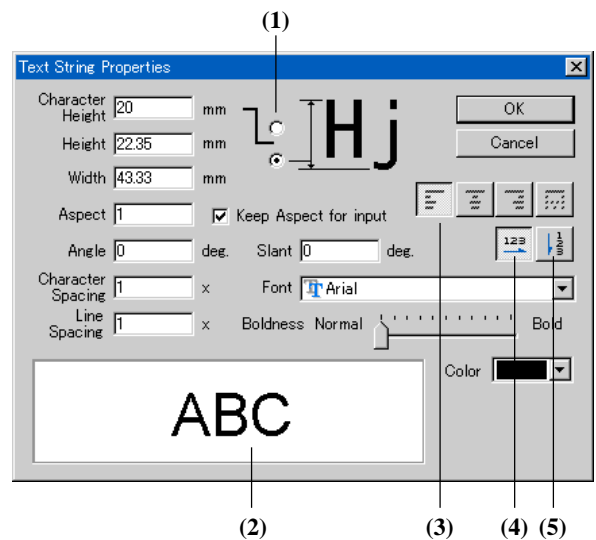 (1)
Text String Properties
Character Height 20 mm
Hj
OK
Height 22.35 mm
Cancel
Width 43.33 mm
Aspect 1 Keep Aspect for input
Angle 0 deg. Slant 0 deg.
123
123
Character Spacing 1 x Font Arial
Line Spacing 1 x Boldness Normal Bold
Color
ABC
(2) (3) (4) (5)